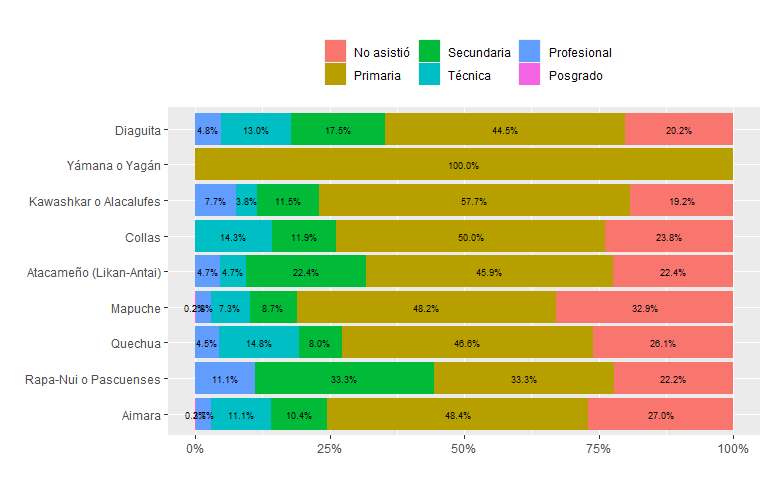 No asistió Secundaria Profesional
Primaria Técnica Posgrado
Diaguita 4.8% 13.0% 17.5% 44.5% 20.2%
Yámana o Yagán 100.0%
Kawashkar o Alacalufes 7.7% 3.8% 11.5% 57.7% 19.2%
Collas 14.3% 11.9% 50.0% 23.8%
Atacameño (Likan-Antai) 4.7% 4.7% 22.4% 45.9% 22.4%
Mapuche 7.3% 8.7% 48.2% 32.9%
Quechua 4.5% 14.8% 8.0% 46.6% 26.1%
Rapa-Nui o Pascuenses 11.1% 33.3% 33.3% 22.2%
Aimara 11.1% 10.4% 48.4% 27.0%
0% 25% 50% 75% 100%